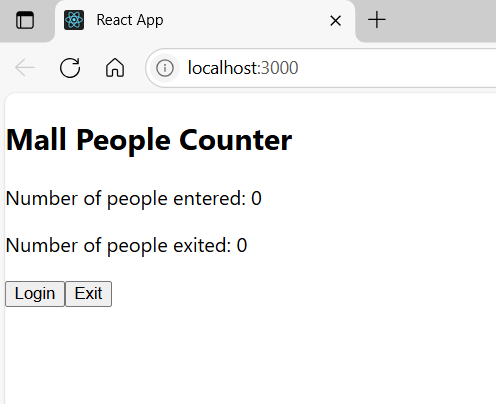 React App
localhost:3000
Mall People Counter
Number of people entered: 0
Number of people exited: 0
Login Exit